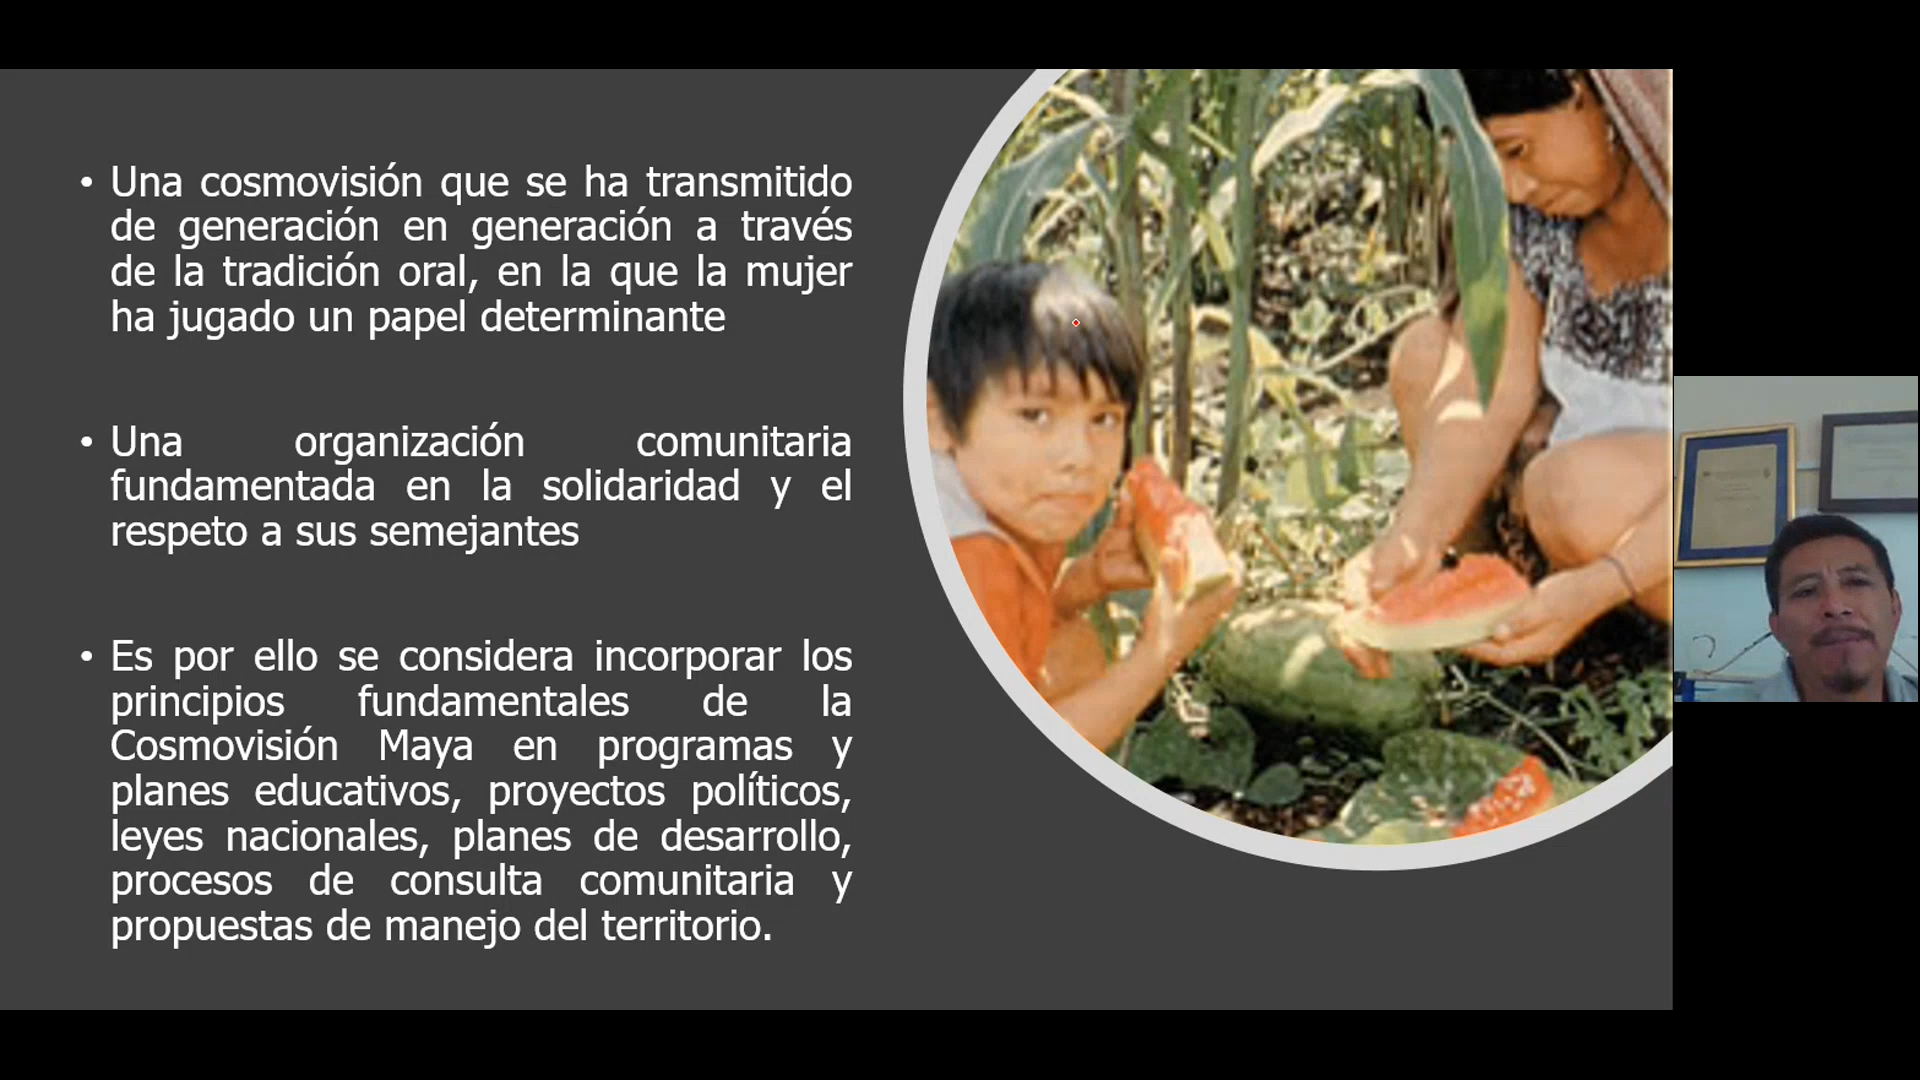 • Una cosmovisión que se ha transmitido
de generación en generación a través
de la tradición oral, en la que la mujer
ha jugado un papel determinante
• Una organización comunitaria
fundamentada en la solidaridad y el
respeto a sus semejantes
• Es por ello se considera incorporar los
principios fundamentales de la
Cosmovisión Maya en programas y
planes educativos, proyectos políticos,
leyes nacionales, planes de desarrollo,
procesos de consulta comunitaria y
propuestas de manejo del territorio.